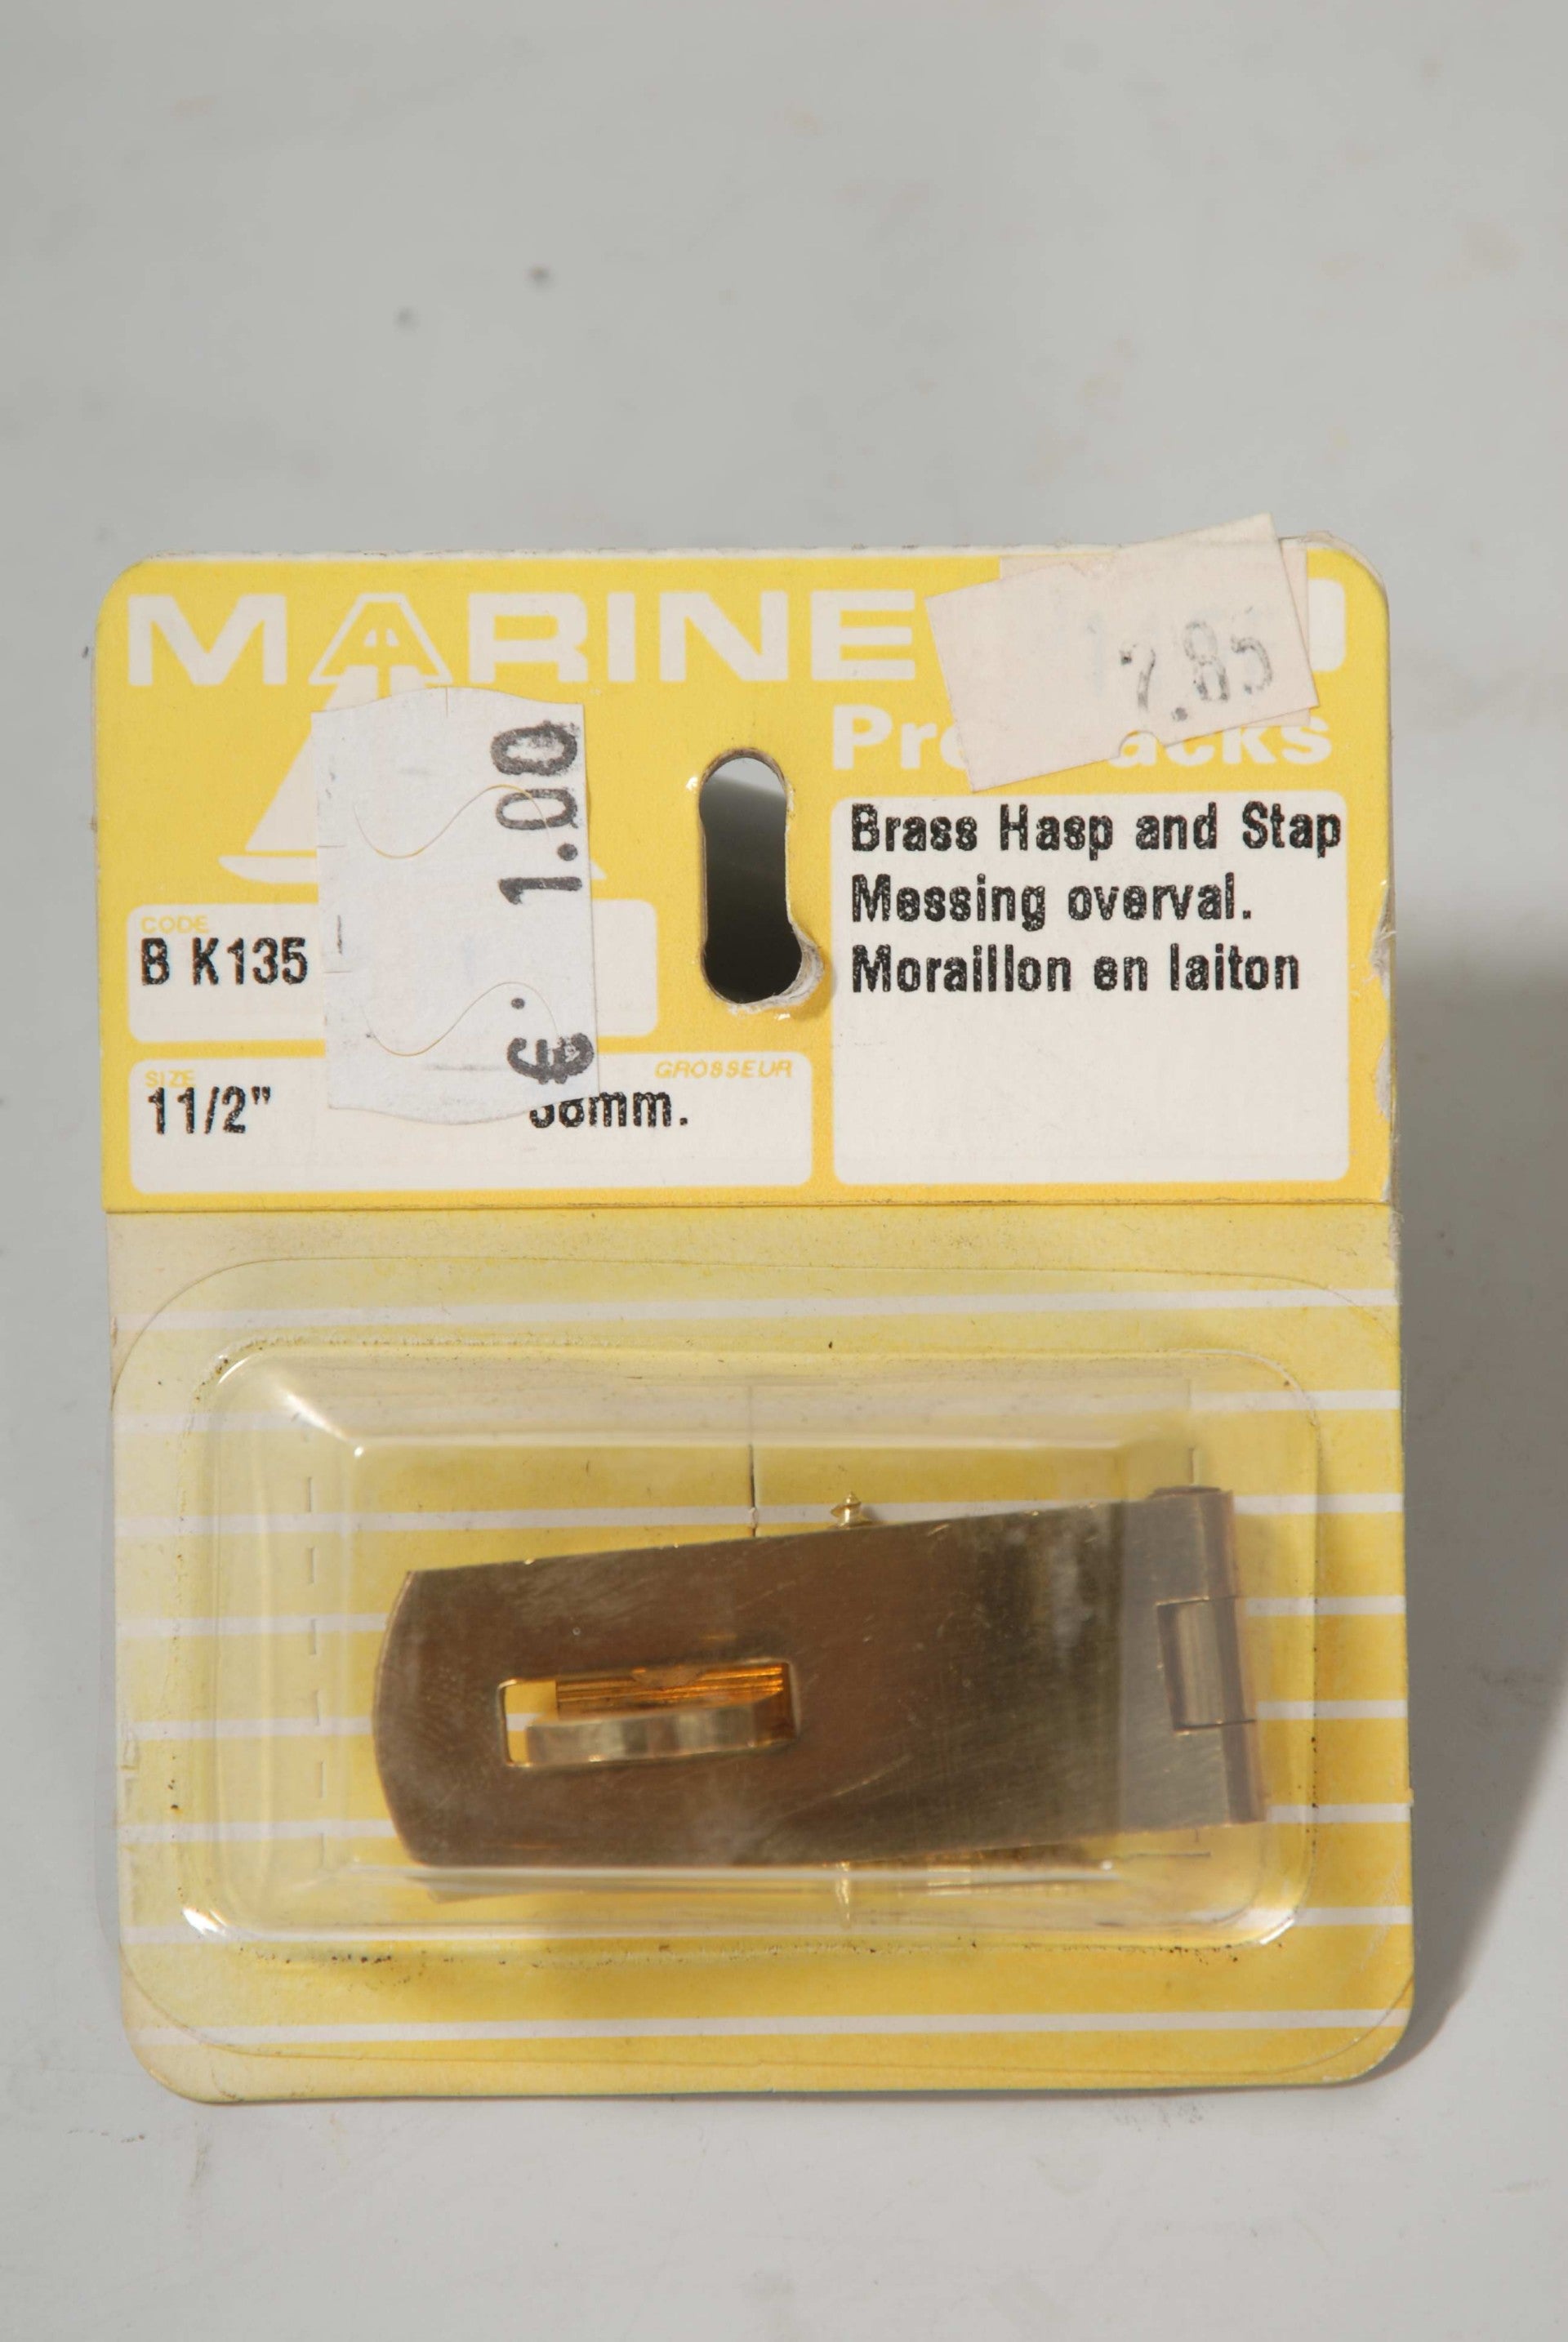 MARINE
7.85
€. 1.00
Brass Hasp and Stap
Messing overval.
Moraillon en laiton
CODE
B K135
SIZE
GROSSEUR
11/2"
mm.